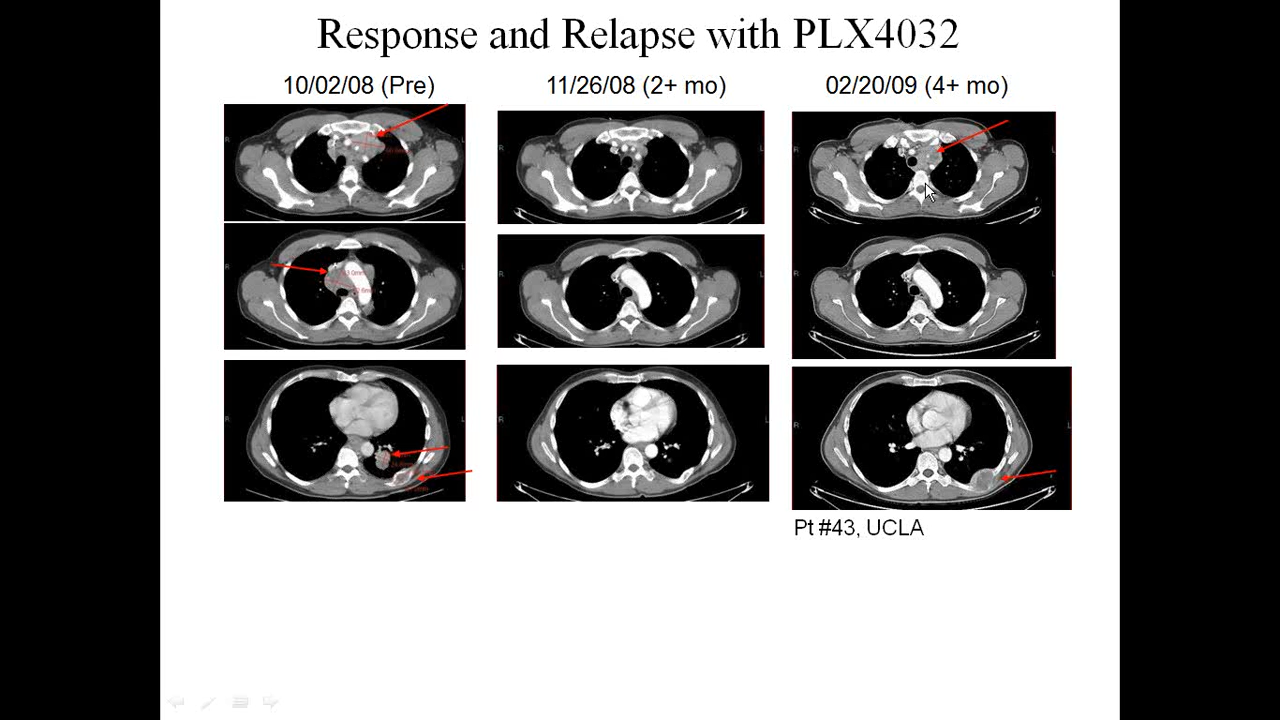 Response and Relapse with PLX4032
10/02/08 (Pre)
11/26/08 (2+ mo)
02/20/09 (4+ mo)
R
L
R
L
R
L
R
L
R
L
R
L
R
L
R
L
R
L
Pt #43, UCLA